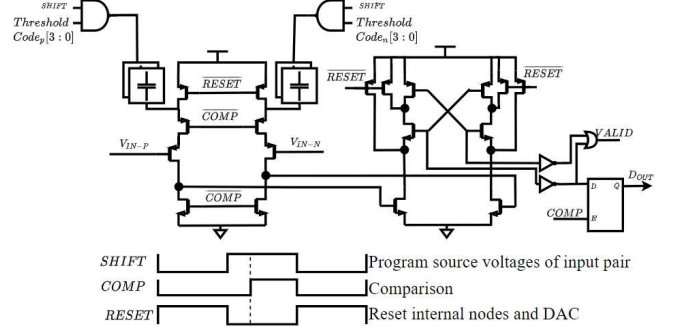 SHIFT
Threshold
Code_p[3 : 0]
SHIFT
Threshold
Code_n[3 : 0]
RESET
COMP
V_IN-P
V_IN-N
COMP
RESET
RESET
VALID
D Q
E
D_OUT
COMP
SHIFT Program source voltages of input pair
COMP Comparison
RESET Reset internal nodes and DAC